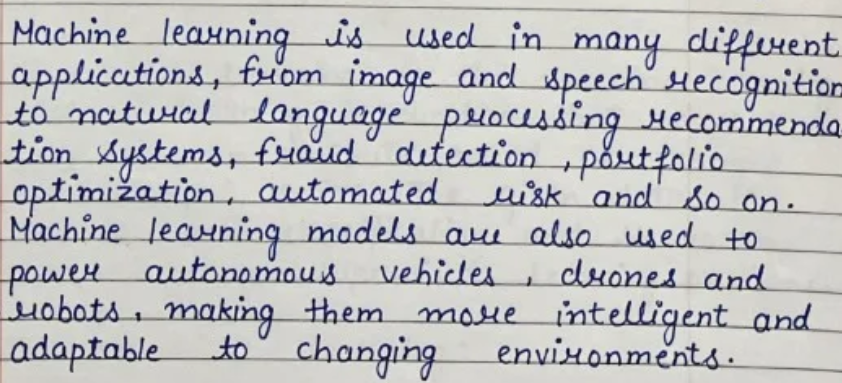 Machine learning is used in many different
applications, from image and speech recognition
to natural language processing recommenda
tion systems, fraud detection , portfolio
optimization, automated risk and so on.
Machine learning models are also used to
power autonomous vehicles , drones and
robots, making them more intelligent and
adaptable to changing environments.